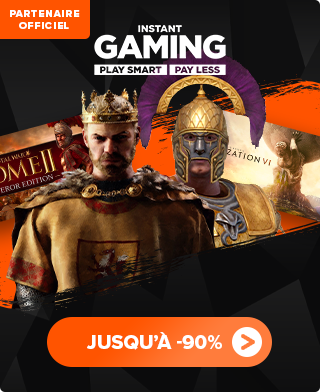 PARTENAIRE
OFFICIEL
INSTANT
GAMING
PLAY SMART PAY LESS
JUSQU'À -90%